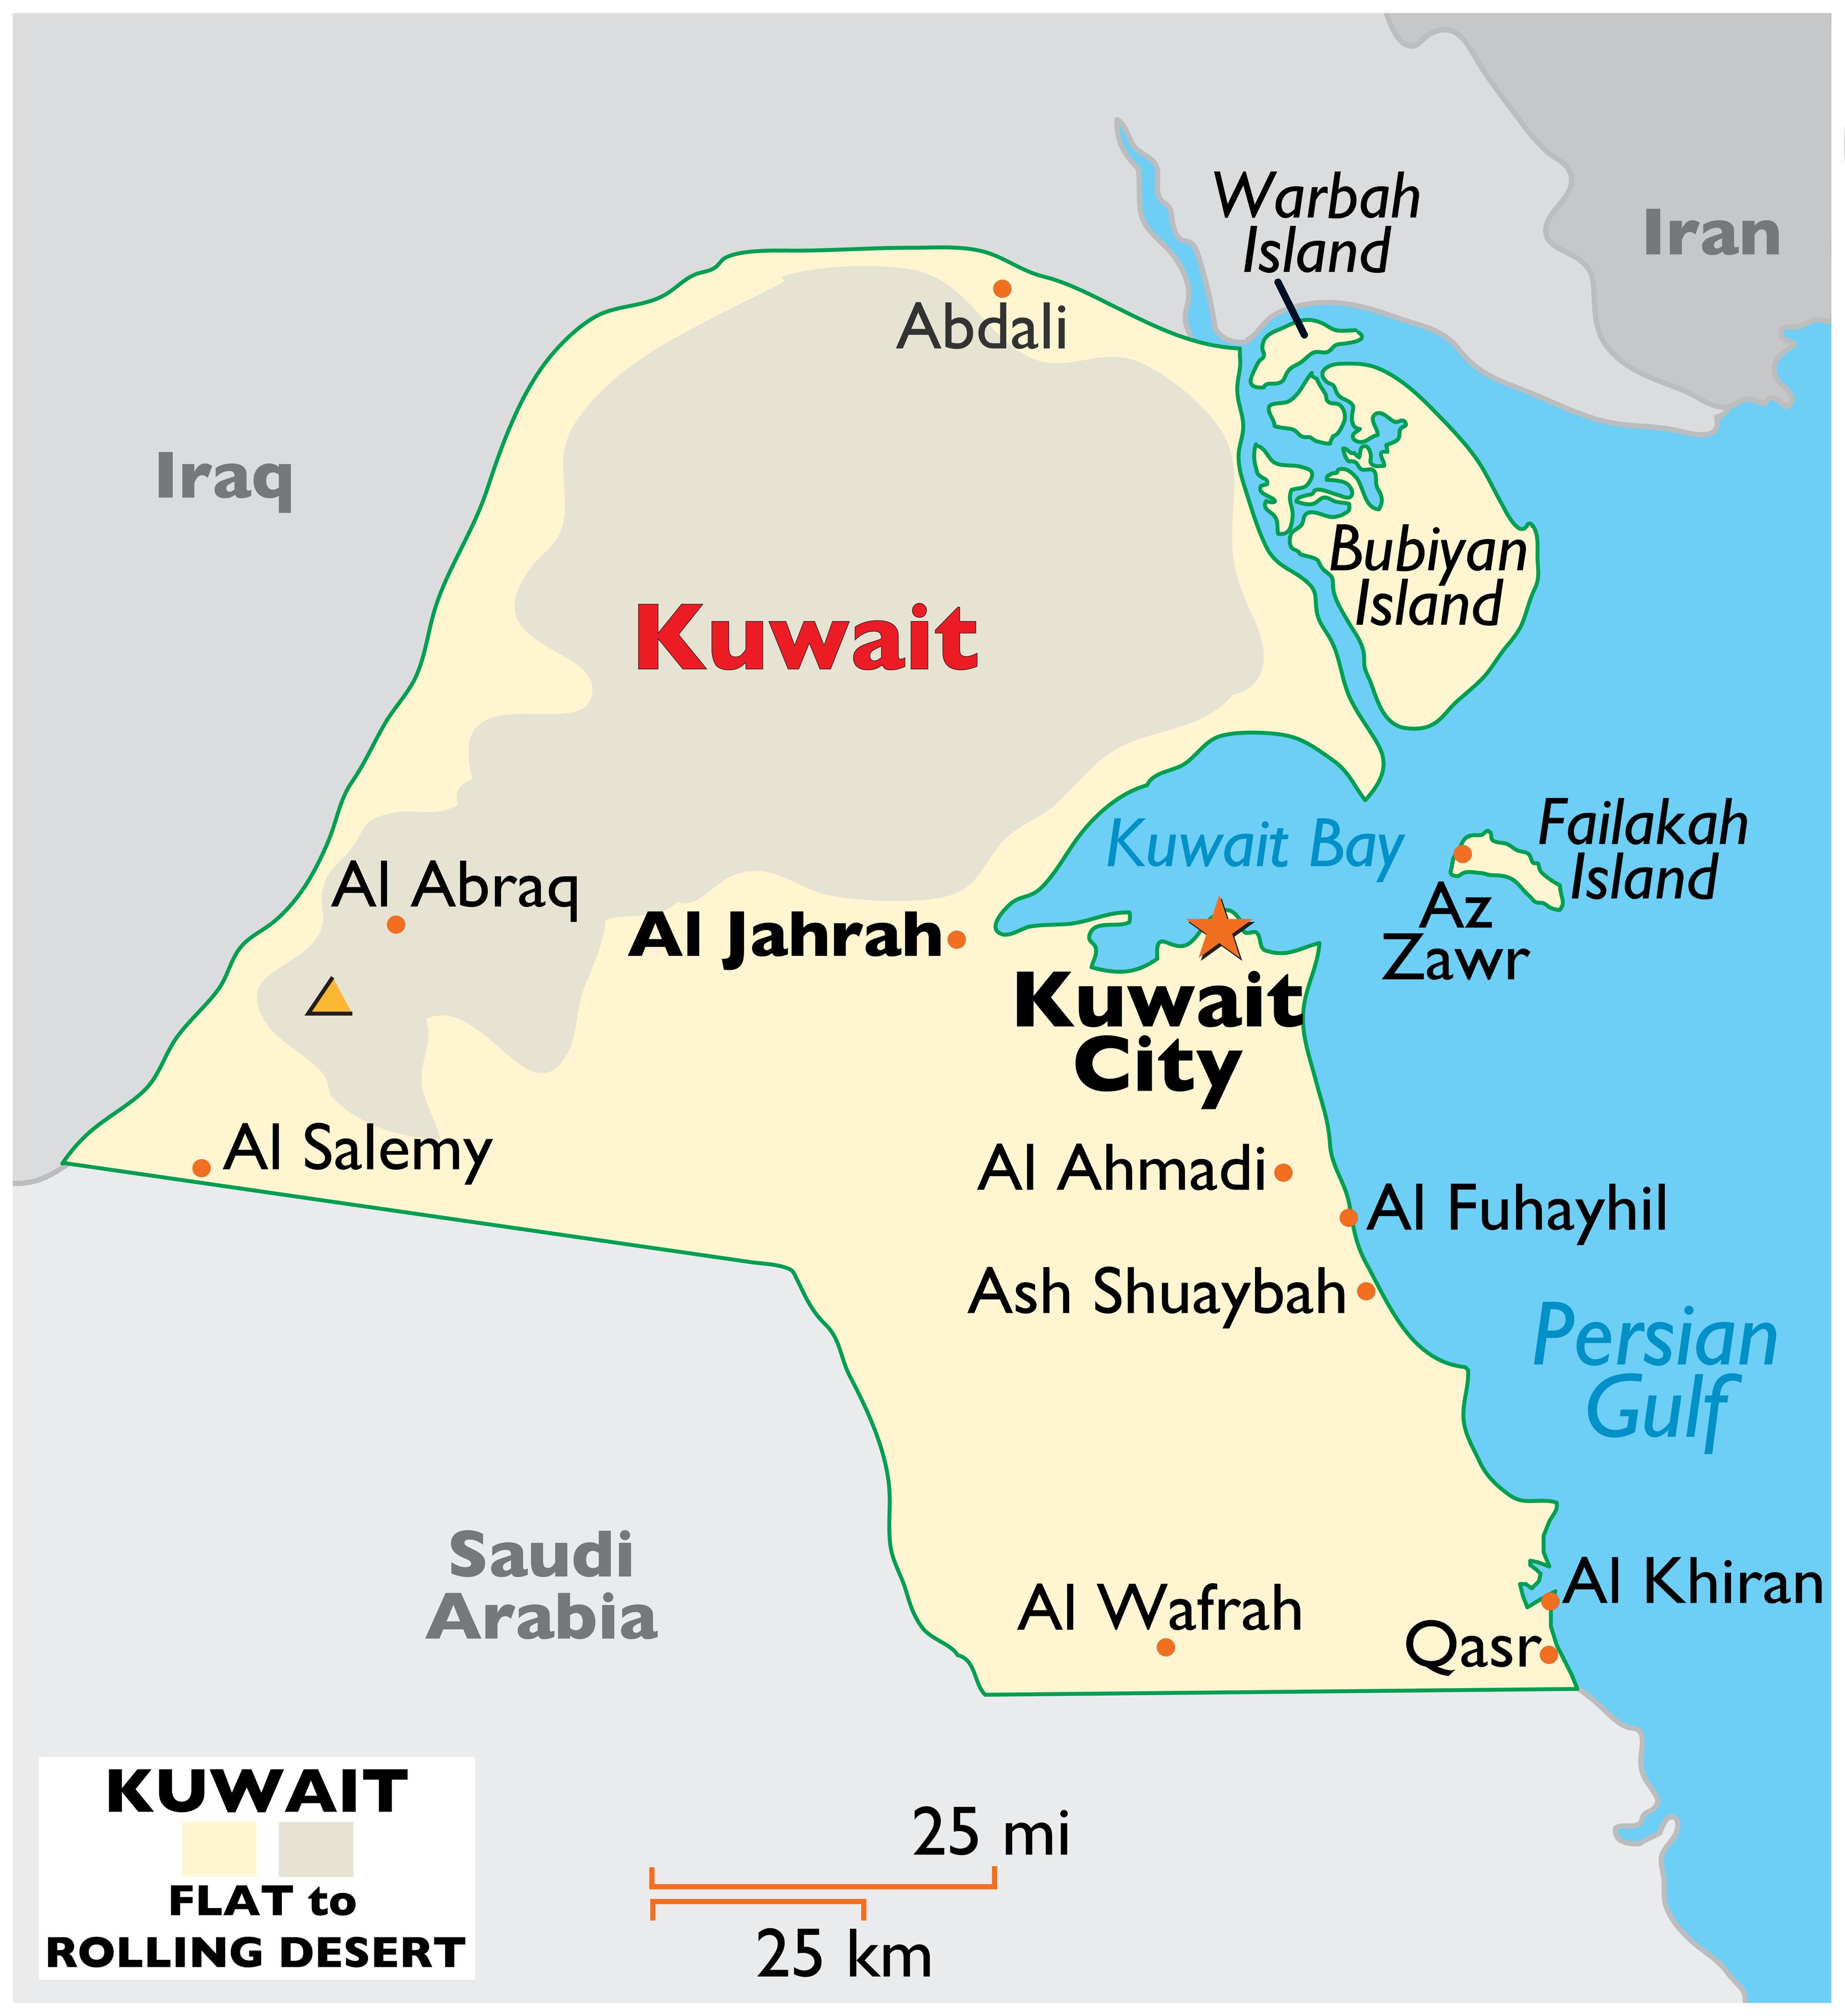 Warbah
Island
Iran
Abdali
Iraq
Bubiyan
Island
Kuwait
Kuwait Bay
Failakah
Island
Al Abraq
Az
Zawr
Al Jahrah
Kuwait
City
Al Salemy
Al Ahmadi
Al Fuhayhil
Ash Shuaybah
Persian
Gulf
Saudi
Arabia
Al Khiran
Al Wafrah
Qasr
KUWAIT
FLAT to
ROLLING DESERT
25 mi
25 km